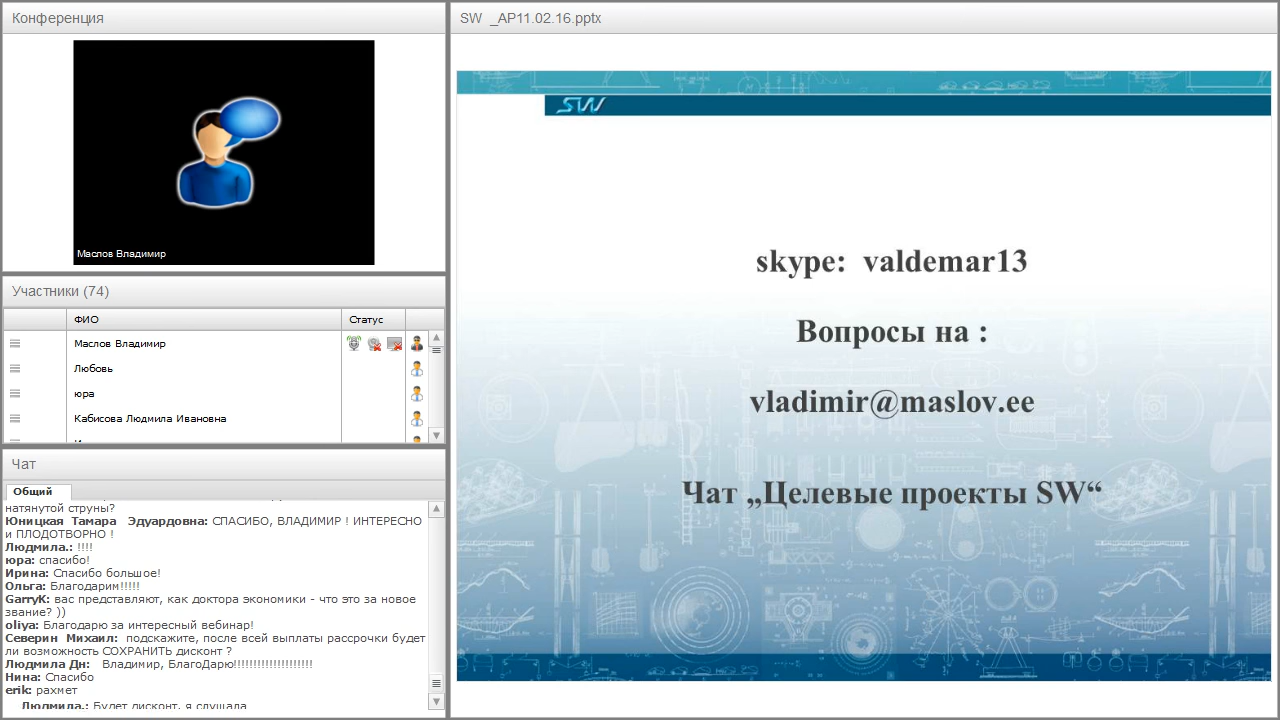 Конференция
Маслов Владимир
Участники (74)
ФИО Статус
Маслов Владимир
Любовь
юра
Кабисова Людмила Ивановна
Чат
Общий
натянутой струны?
Юницкая Тамара Эдуардовна: СПАСИБО, ВЛАДИМИР ! ИНТЕРЕСНО
и ПЛОДОТВОРНО !
Людмила.: !!!!
юра: спасибо!
Ирина: Спасибо большое!
Ольга: Благодарим!!!!!
GarryK: вас представляют, как доктора экономики - что это за новое
звание? ))
oliya: Благодарю за интересный вебинар!
Северин Михаил: подскажите, после всей выплаты рассрочки будет
ли возможность СОХРАНИТЬ дисконт ?
Людмила Дн: Владимир, БлагоДарю!!!!!!!!!!!!!!!!!!!!
Нина: Спасибо
erik: рахмет
Людмила.: Будет дисконт, я слушала
SW _AP11.02.16.pptx
SW
skype: valdemar13
Вопросы на :
vladimir@maslov.ee
Чат „Целевые проекты SW“